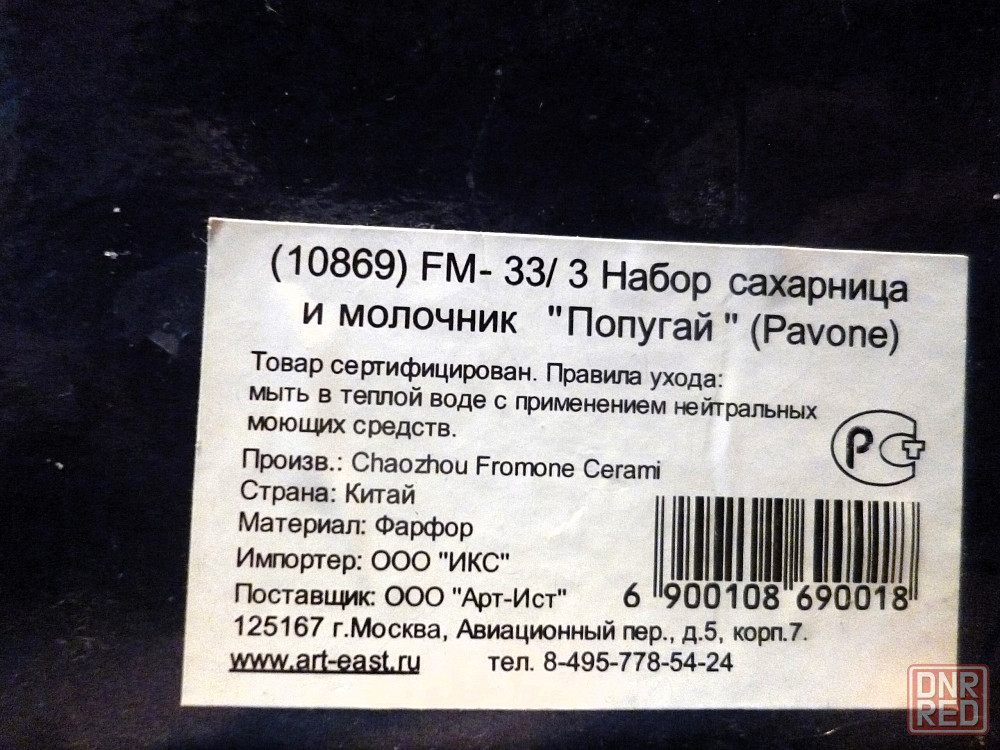 (10869) FM- 33/ 3 Набор сахарница
и молочник "Попугай " (Pavone)
Товар сертифицирован. Правила ухода:
мыть в теплой воде с применением нейтральных
моющих средств.
Произв.: Chaozhou Fromone Cerami
Страна: Китай
Материал: Фарфор
Импортер: ООО "ИКС"
Поставщик: ООО "Арт-Ист"
125167 г.Москва, Авиационный пер., д.5, корп.7.
www.art-east.ru тел. 8-495-778-54-24
РСТ
6 900108 690018
DNR
RED